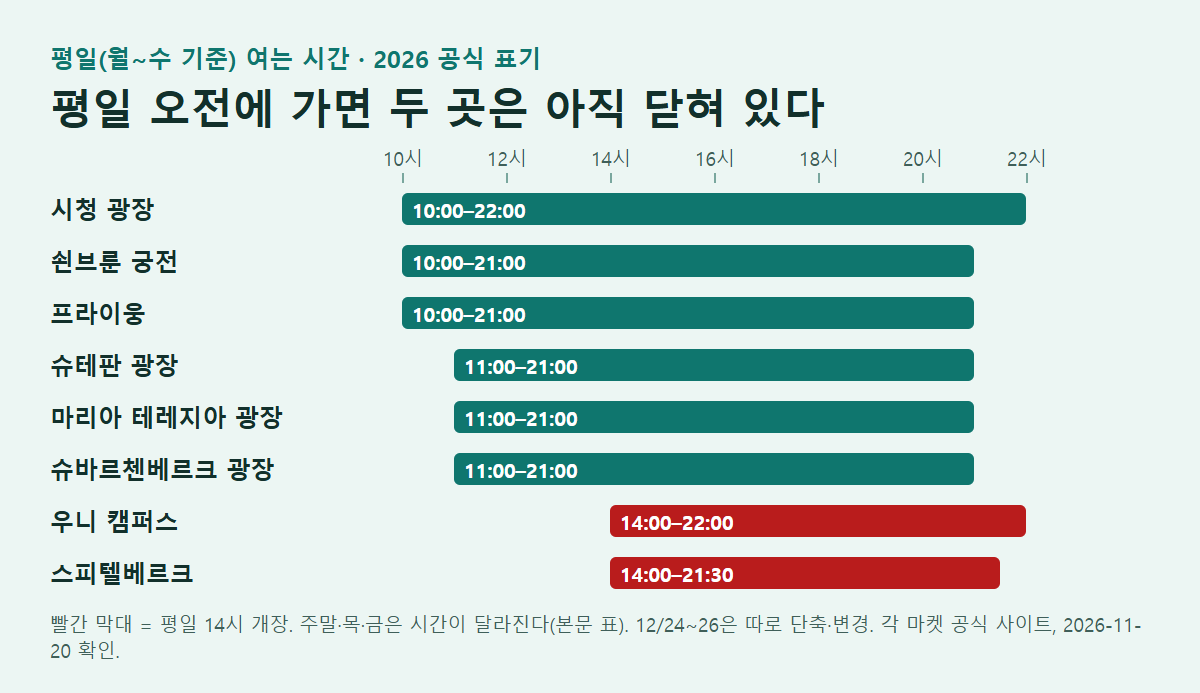 평일(월~수 기준) 여는 시간 · 2026 공식 표기
평일 오전에 가면 두 곳은 아직 닫혀 있다
10시 12시 14시 16시 18시 20시 22시
시청 광장 10:00–22:00
쇤브룬 궁전 10:00–21:00
프라이웅 10:00–21:00
슈테판 광장 11:00–21:00
마리아 테레지아 광장 11:00–21:00
슈바르첸베르크 광장 11:00–21:00
우니 캠퍼스 14:00–22:00
스피텔베르크 14:00–21:30
빨간 막대 = 평일 14시 개장. 주말·목·금은 시간이 달라진다(본문 표). 12/24~26은 따로 단축·변경. 각 마켓 공식 사이트, 2026-11-
20 확인.